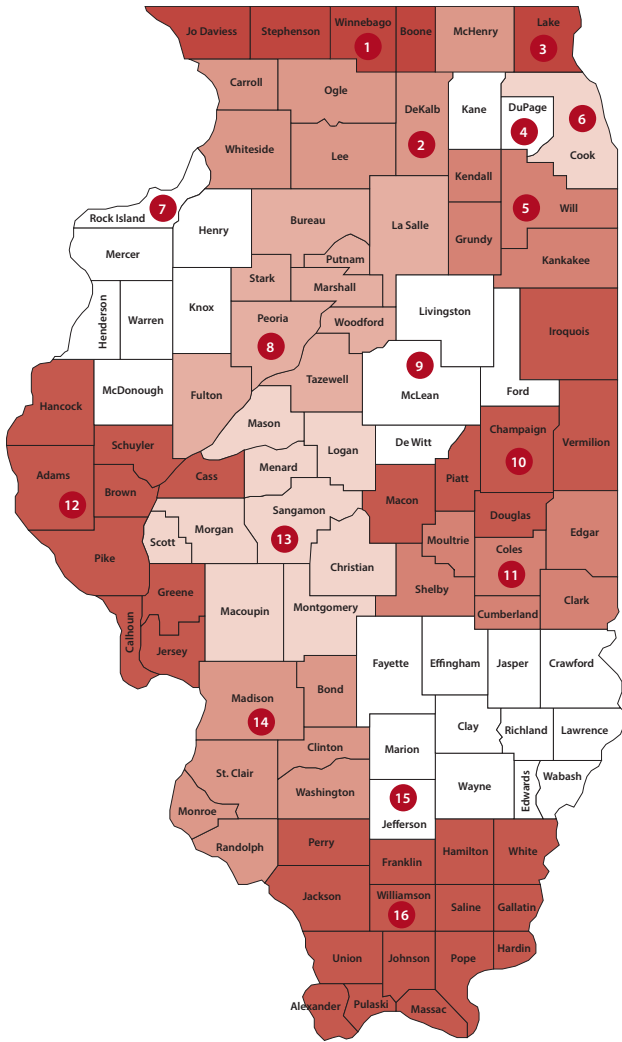 Jo Daviess
Stephenson
Winnebago
1
Boone
McHenry
Lake
3
Carroll
Ogle
DeKalb
2
Kane
DuPage
4
6
Cook
Whiteside
Lee
Kendall
5
Will
7
Rock Island
Henry
Bureau
La Salle
Grundy
Kankakee
Mercer
Putnam
Stark
Marshall
Henderson
Warren
Knox
Peoria
8
Woodford
Livingston
Iroquois
9
McLean
Ford
Hancock
McDonough
Fulton
Tazewell
Mason
Logan
De Witt
Champaign
10
Vermilion
Schuyler
Menard
Adams
12
Brown
Cass
Piatt
Macon
Sangamon
13
Douglas
Scott
Morgan
Moultrie
Edgar
Coles
11
Pike
Christian
Shelby
Greene
Macoupin
Montgomery
Cumberland
Clark
Calhoun
Jersey
Fayette
Effingham
Jasper
Crawford
Madison
14
Bond
Clay
Richland
Lawrence
Clinton
Marion
St. Clair
Washington
15
Jefferson
Wayne
Edwards
Wabash
Monroe
Randolph
Perry
Franklin
Hamilton
White
Jackson
Williamson
16
Saline
Gallatin
Union
Johnson
Pope
Hardin
Alexander
Pulaski
Massac